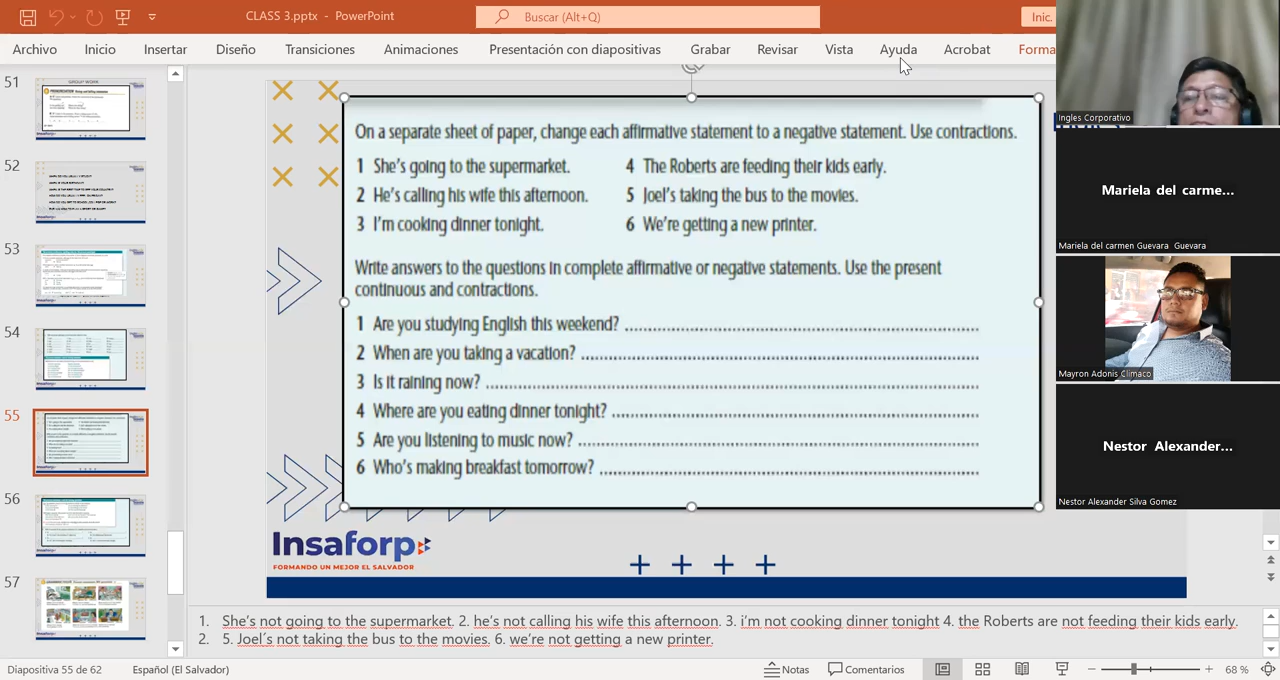 CLASS 3.pptx - PowerPoint
Buscar (Alt+Q)
Inic.
Archivo Inicio Insertar Diseño Transiciones Animaciones Presentación con diapositivas Grabar Revisar Vista Ayuda Acrobat Forma
51
52
53
54
55
56
57
On a separate sheet of paper, change each affirmative statement to a negative statement. Use contractions.
1 She's going to the supermarket.
2 He's calling his wife this afternoon.
3 I'm cooking dinner tonight.
4 The Roberts are feeding their kids early.
5 Joel's taking the bus to the movies.
6 We're getting a new printer.
Write answers to the questions in complete affirmative or negative statements. Use the present
continuous and contractions.
1 Are you studying English this weekend?
2 When are you taking a vacation?
3 Is it raining now?
4 Where are you eating dinner tonight?
5 Are you listening to music now?
6 Who's making breakfast tomorrow?
Insaforp
FORMANDO UN MEJOR EL SALVADOR
Ingles Corporativo
Mariela del carme...
Mariela del carmen Guevara Guevara
Mayron Adonis Climaco
Nestor Alexander...
Nestor Alexander Silva Gomez
1. She's not going to the supermarket. 2. he's not calling his wife this afternoon. 3. i'm not cooking dinner tonight 4. the Roberts are not feeding their kids early.
2. 5. Joel´s not taking the bus to the movies. 6. we're not getting a new printer.
Diapositiva 55 de 62 Español (El Salvador) Notas Comentarios 68 %